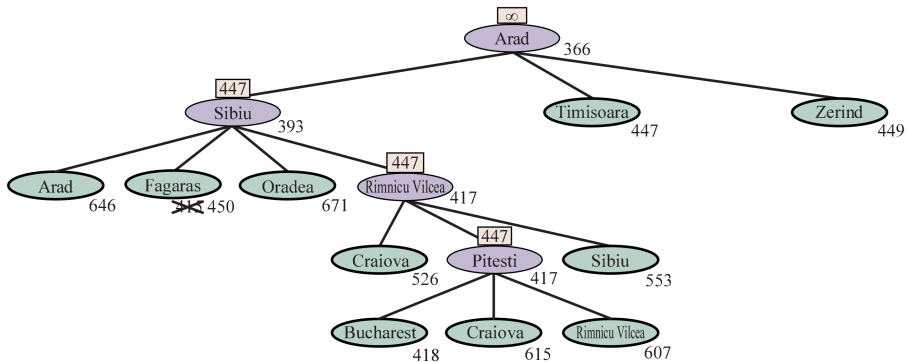 ∞
Arad
366
447
Sibiu
393
Timisoara
447
Zerind
449
Arad
646
Fagaras
415 450
Oradea
671
447
Rimnicu Vilcea
417
Craiova
526
447
Pitesti
417
Sibiu
553
Bucharest
418
Craiova
615
Rimnicu Vilcea
607